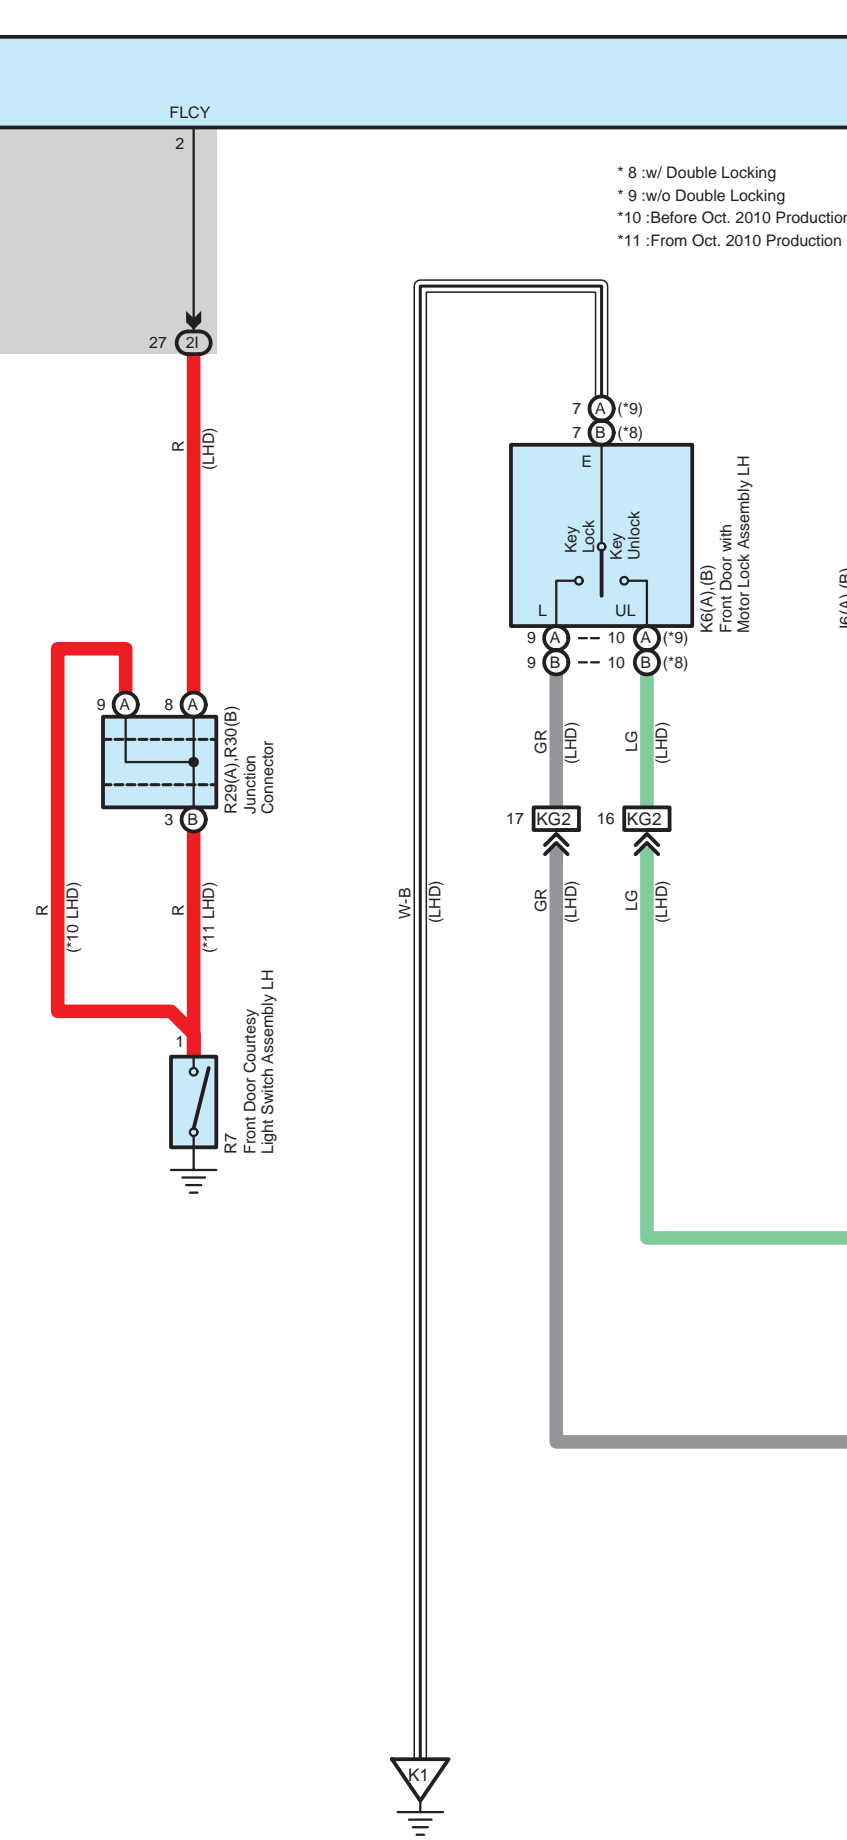 FLCY
2
* 8 :w/ Double Locking
* 9 :w/o Double Locking
*10 :Before Oct. 2010 Production
*11 :From Oct. 2010 Production
27 2I
R
(LHD)
7 A (*9)
7 B (*8)
E
Key
Lock
Key
Unlock
L UL
K6(A),(B)
Front Door with
Motor Lock Assembly LH
J6(A),(B)
9 A 10 A (*9)
9 B 10 B (*8)
9 A 8 A
R29(A),R30(B)
Junction
Connector
3 B
GR
(LHD)
LG
(LHD)
17 KG2 16 KG2
R
(*10 LHD)
R
(*11 LHD)
W-B
(LHD)
GR
(LHD)
LG
(LHD)
1
R7
Front Door Courtesy
Light Switch Assembly LH
K1